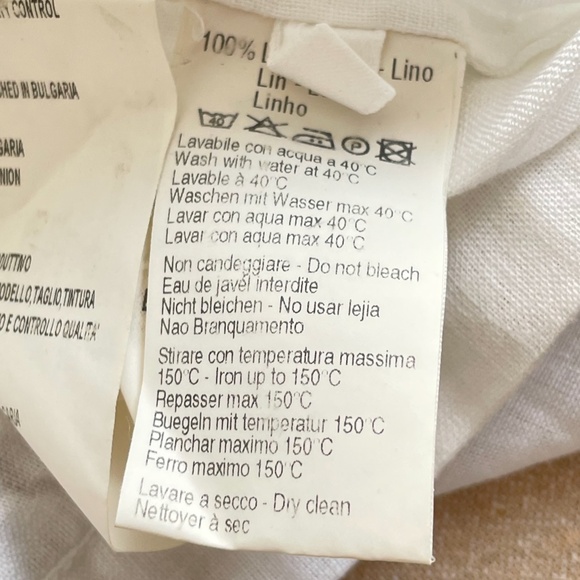 CONTROL
HED IN BULGARIA
GARIA
NION
ODELLO,TAGLIO,TINTURA
O E CONTROLLO QUALITA'
100% L - Lino
Lin -
Linho
40 P
Lavabile con acqua a 40°C
Wash with water at 40°C
Lavable à 40°C
Waschen mit Wasser max 40°C
Lavar con aqua max 40°C
Lavar con aqua max 40°C
Non candeggiare - Do not bleach
Eau de javel interdite
Nicht bleichen - No usar lejia
Nao Branquamento
Stirare con temperatura massima
150°C - Iron up to 150°C
Repasser max 150°C
Buegeln mit temperatur 150°C
Planchar maximo 150°C
Ferro maximo 150°C
Lavare a secco - Dry clean
Nettoyer à sec